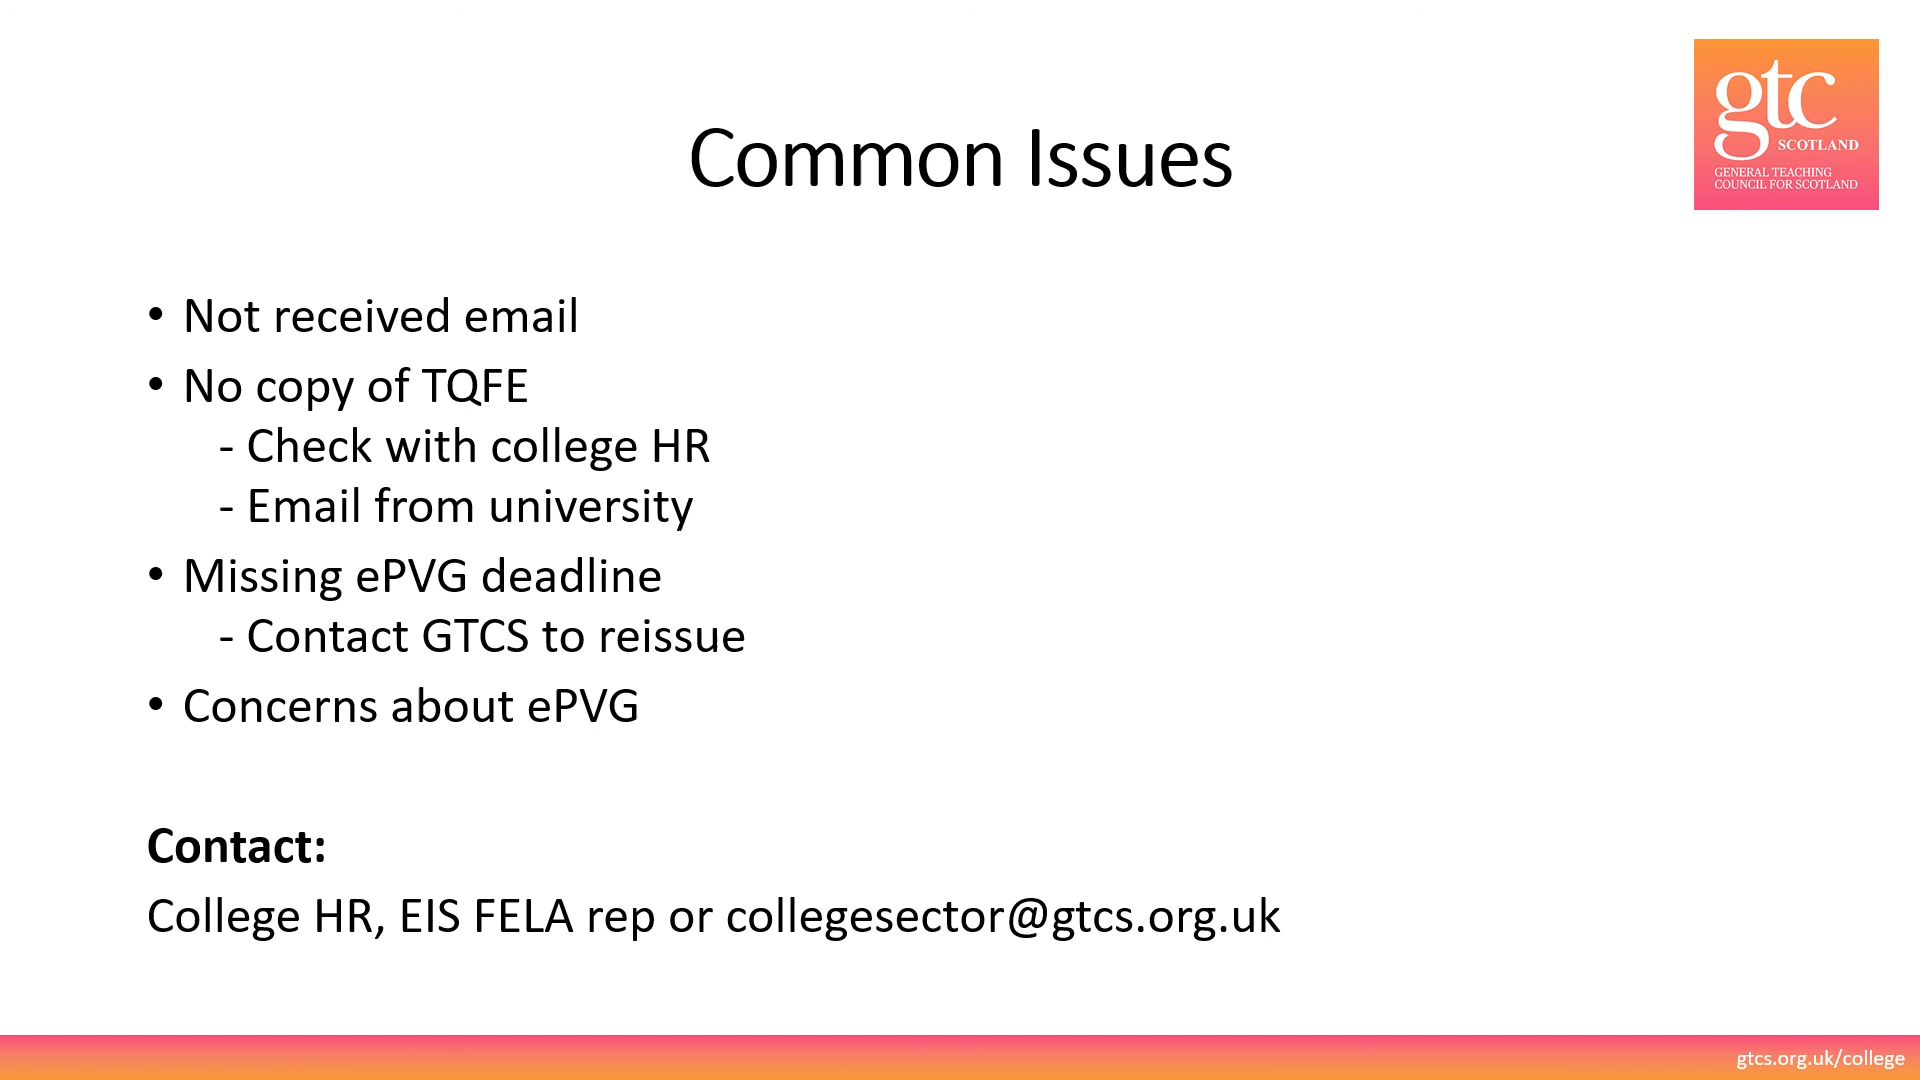 gtc
SCOTLAND
GENERAL TEACHING
COUNCIL FOR SCOTLAND
Common Issues
• Not received email
• No copy of TQFE
- Check with college HR
- Email from university
• Missing ePVG deadline
- Contact GTCS to reissue
• Concerns about ePVG
Contact:
College HR, EIS FELA rep or collegesector@gtcs.org.uk
gtcs.org.uk/college